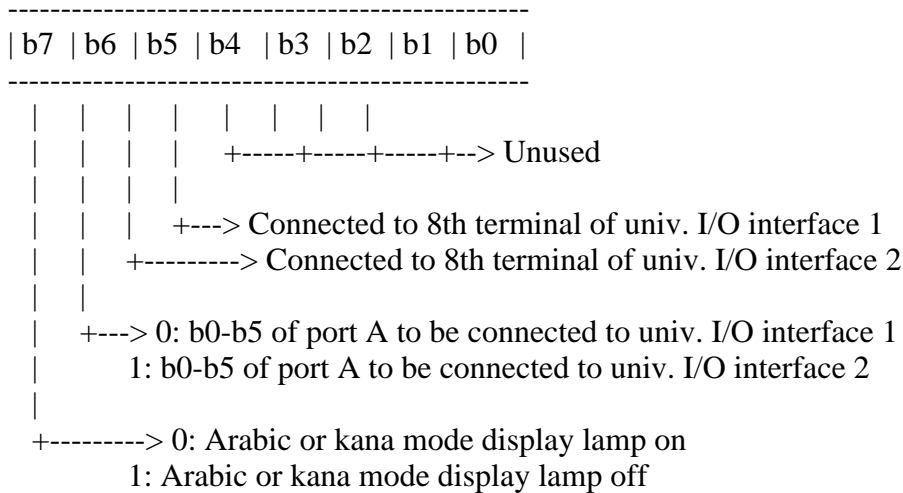 -------------------------------------------------
| b7 | b6 | b5 | b4 | b3 | b2 | b1 | b0 |
-------------------------------------------------
| | | | | | | |
| | | | +-----+-----+-----+--> Unused
| | | |
| | | +---> Connected to 8th terminal of univ. I/O interface 1
| | +---------> Connected to 8th terminal of univ. I/O interface 2
| |
| +---> 0: b0-b5 of port A to be connected to univ. I/O interface 1
| 1: b0-b5 of port A to be connected to univ. I/O interface 2
|
+---------> 0: Arabic or kana mode display lamp on
1: Arabic or kana mode display lamp off